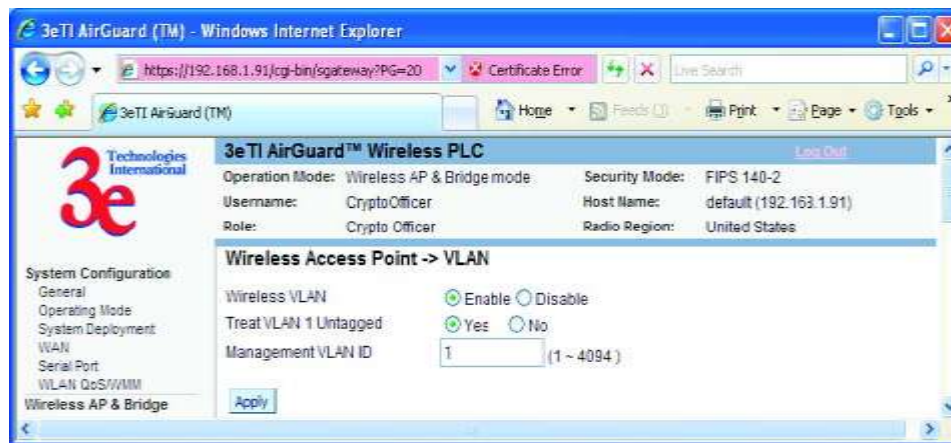 3eTI AirGuard (TM) - Windows Internet Explorer
https://192.168.1.91/cgi-bin/sgateway?PG=20 Certificate Error Live Search
3eTI AirGuard (TM) Home Feeds (J) Print Page Tools
3e Technologies International
3eTI AirGuard™ Wireless PLC Log Out
Operation Mode: Wireless AP & Bridge mode Security Mode: FIPS 140-2
Username: CryptoOfficer Host Name: default (192.168.1.91)
Role: Crypto Officer Radio Region: United States
Wireless Access Point -> VLAN
System Configuration
General
Operating Mode
System Deployment
WAN
Serial Port
WLAN QoS/WMM
Wireless AP & Bridge
Wireless VLAN Enable Disable
Treat VLAN 1 Untagged Yes No
Management VLAN ID 1 (1 ~ 4094 )
Apply